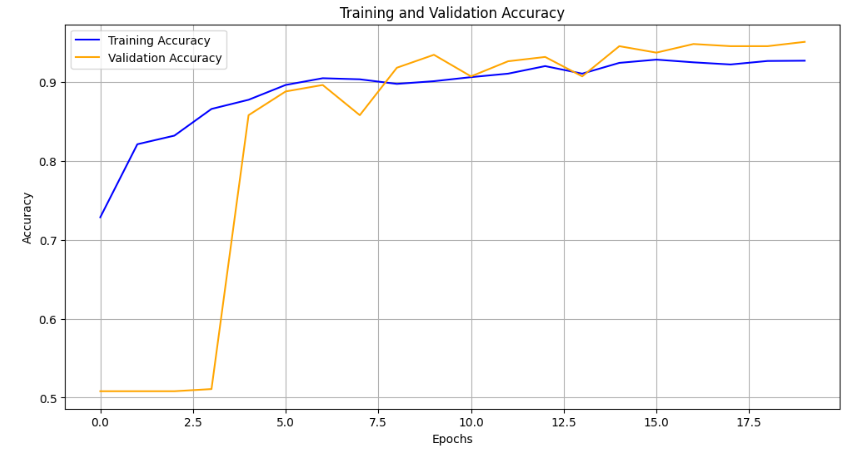 Training and Validation Accuracy
Training Accuracy
Validation Accuracy
Accuracy
0.9
0.8
0.7
0.6
0.5
0.0 2.5 5.0 7.5 10.0 12.5 15.0 17.5
Epochs